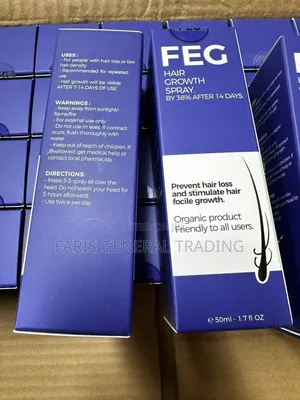 USES :
- For people with hair loss or low
hair density
- Recommended for repeated
use
- Hair growth will be visible
AFTER 7-14 DAYS OF USE"
WARNINGS :
- Keep away from sunlight/
flame/fire
- For external use only
- Do not use in eyes. If contract
occurs, flush thoroughly with
water
- Keep out of reach of children. If
swallowed get medical help or
contact local pharmacists.
DIRECTIONS:
- Make 3-5 spray all over the
head. Do not wash your head for
5 hours afterward.
- Use twice per day
FEG
HAIR
GROWTH
SPRAY.
BY 38% AFTER 14 DAYS.
Prevent hair loss
and stimulate hair
focile growth.
Organic product
Friendly to all users.
℮ 50ml - 1.7 fl OZ
FARIS GENERAL TRADING